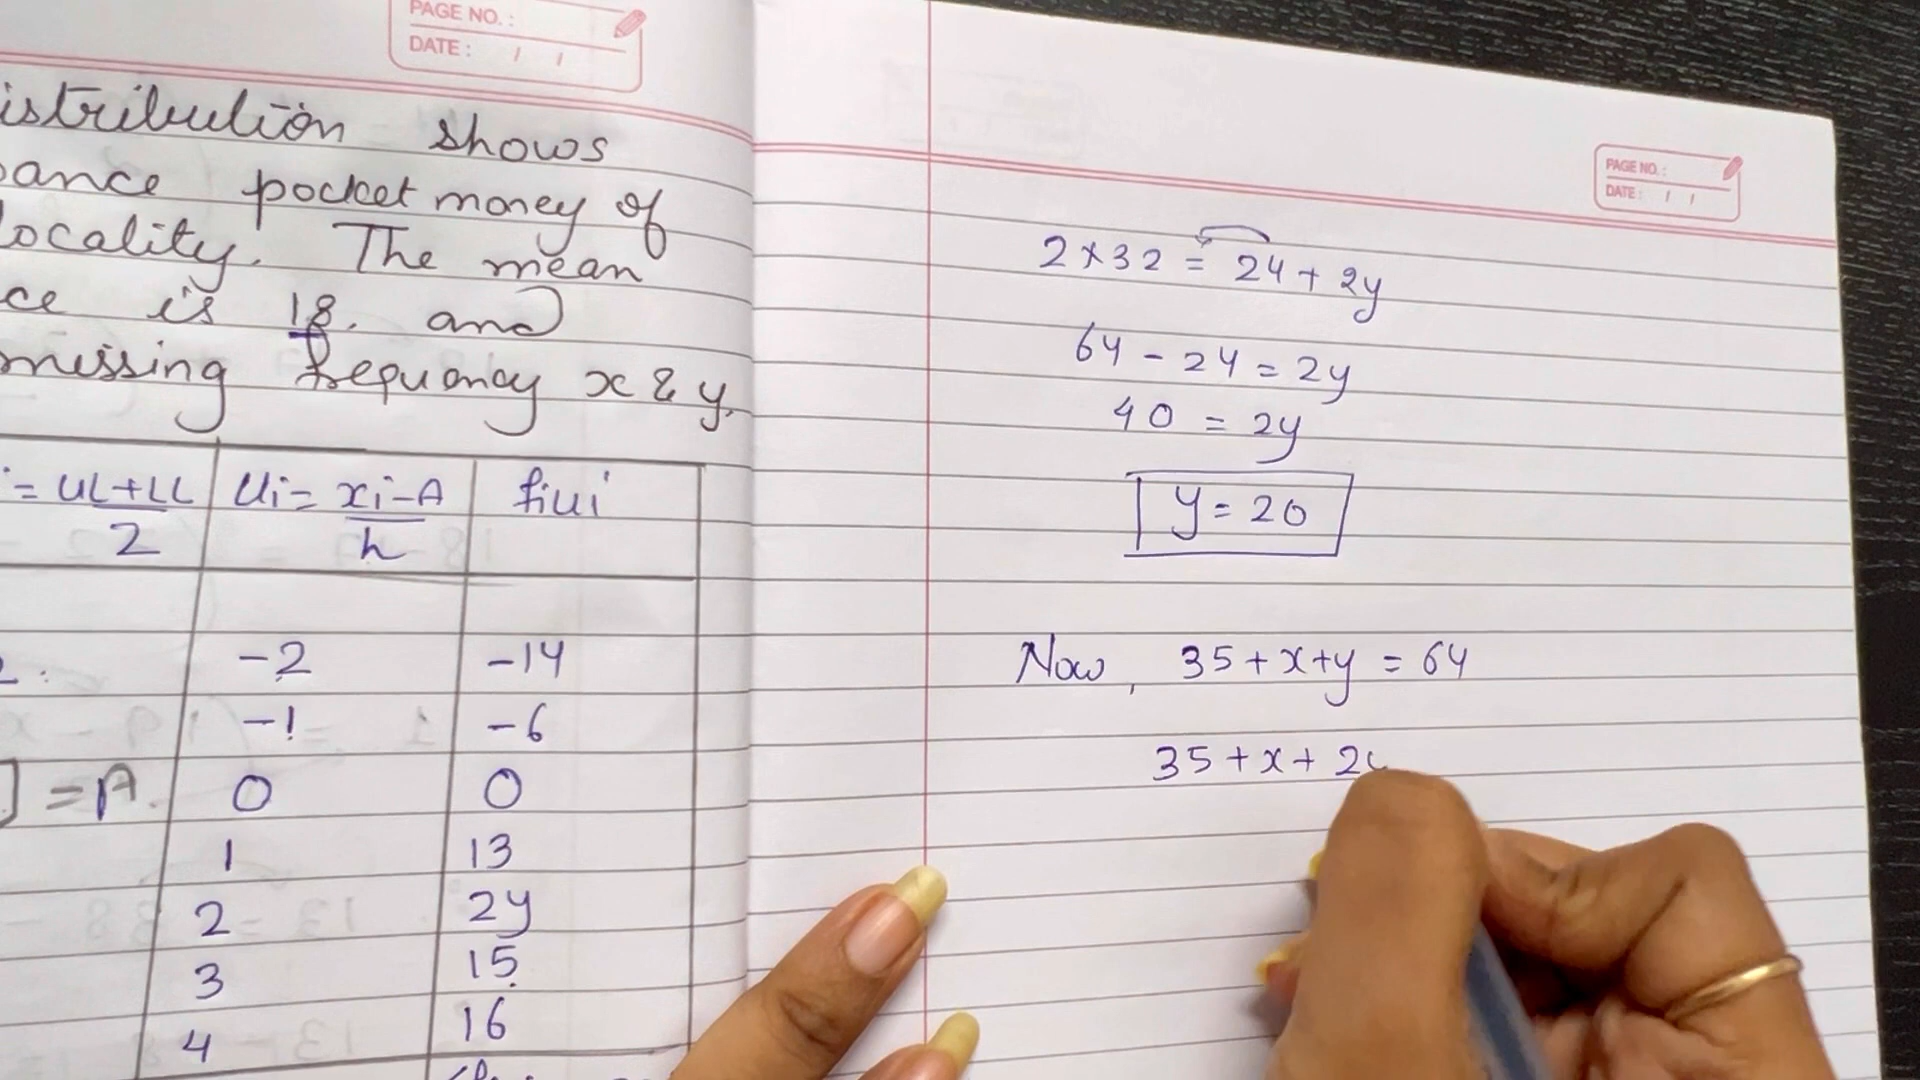 PAGE NO. :
DATE : / /
istribution shows
ance pocket money of
locality. The mean
ce is 18. and
missing frequency x & y.
= UL+LL / 2 Ui = xi-A / h fiui
-2 -14
-1 -6
= A. 0 0
1 13
2 2y
3 15
4 16
PAGE NO. :
DATE : / /
2×32 = 24 + 2y
64 - 24 = 2y
40 = 2y
y = 20
Now, 35+x+y = 64
35+x+ 2